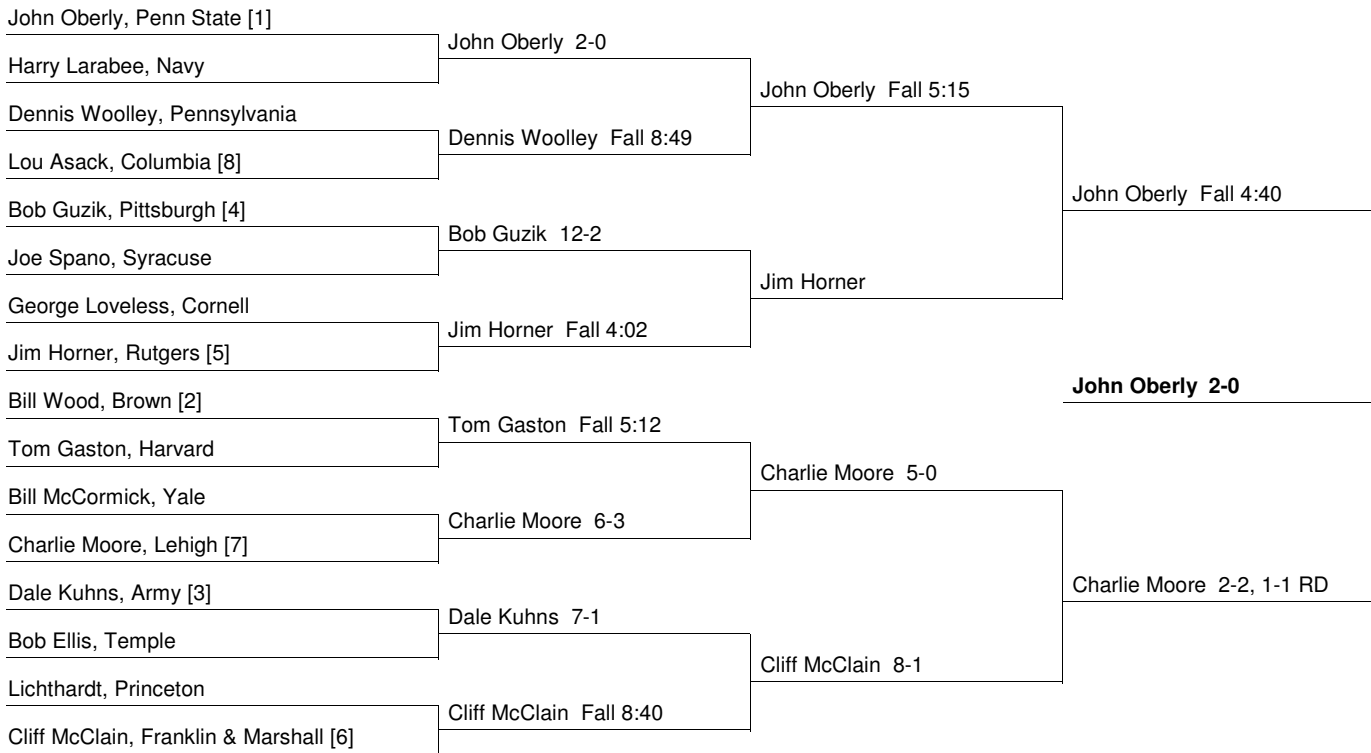 John Oberly, Penn State [1]
Harry Larabee, Navy
Dennis Woolley, Pennsylvania
Lou Asack, Columbia [8]
Bob Guzik, Pittsburgh [4]
Joe Spano, Syracuse
George Loveless, Cornell
Jim Horner, Rutgers [5]
Bill Wood, Brown [2]
Tom Gaston, Harvard
Bill McCormick, Yale
Charlie Moore, Lehigh [7]
Dale Kuhns, Army [3]
Bob Ellis, Temple
Lichthardt, Princeton
Cliff McClain, Franklin & Marshall [6]
John Oberly 2-0
Dennis Woolley Fall 8:49
Bob Guzik 12-2
Jim Horner Fall 4:02
Tom Gaston Fall 5:12
Charlie Moore 6-3
Dale Kuhns 7-1
Cliff McClain Fall 8:40
John Oberly Fall 5:15
Jim Horner
Charlie Moore 5-0
Cliff McClain 8-1
John Oberly Fall 4:40
Charlie Moore 2-2, 1-1 RD
John Oberly 2-0